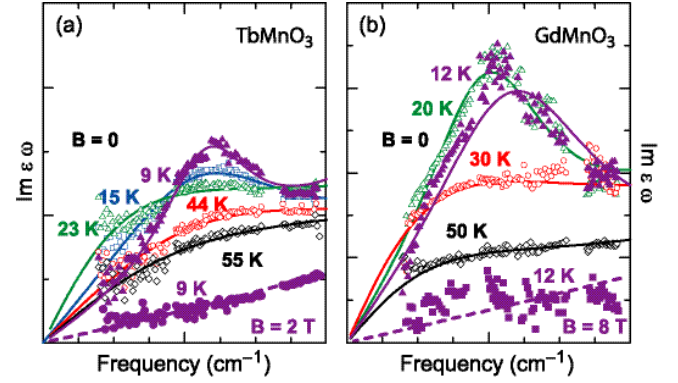 (a) TbMnO₃
B = 0
9 K
15 K
23 K
44 K
55 K
9 K
B = 2 T
Im ε ω
Frequency (cm⁻¹)
(b) GdMnO₃
12 K
20 K
B = 0
30 K
50 K
12 K
B = 8 T
Im ε ω
Frequency (cm⁻¹)